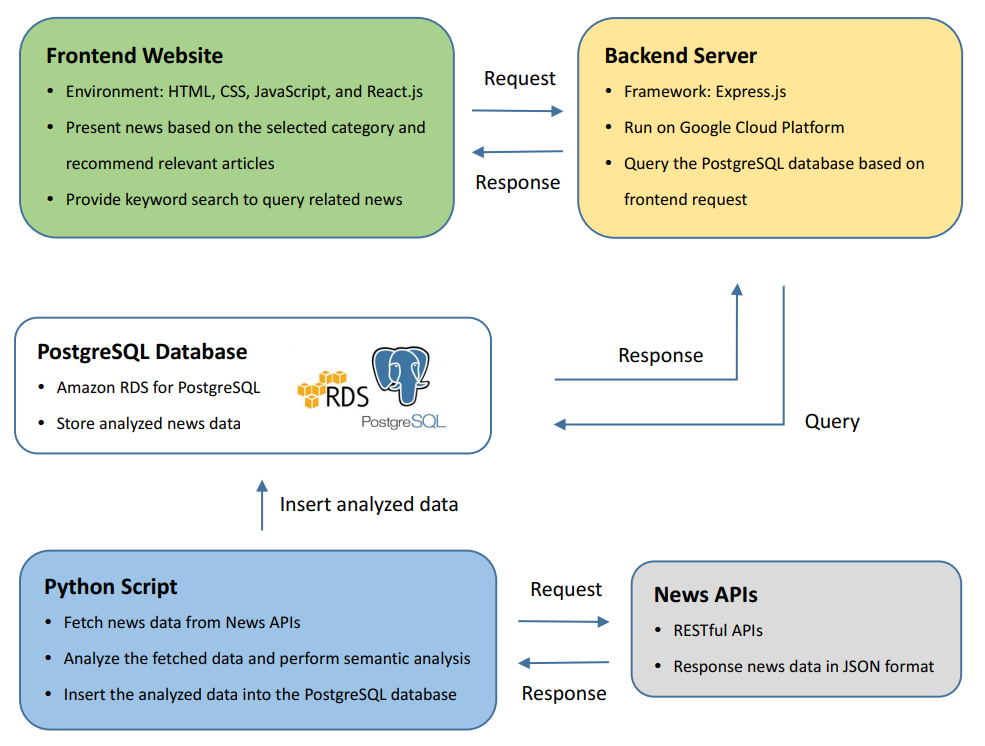 Frontend Website
• Environment: HTML, CSS, JavaScript, and React.js
• Present news based on the selected category and
recommend relevant articles
• Provide keyword search to query related news
Request
Response
Backend Server
• Framework: Express.js
• Run on Google Cloud Platform
• Query the PostgreSQL database based on
frontend request
PostgreSQL Database
• Amazon RDS for PostgreSQL
• Store analyzed news data
RDS
PostgreSQL
Response
Query
Insert analyzed data
Python Script
• Fetch news data from News APIs
• Analyze the fetched data and perform semantic analysis
• Insert the analyzed data into the PostgreSQL database
Request
Response
News APIs
• RESTful APIs
• Response news data in JSON format